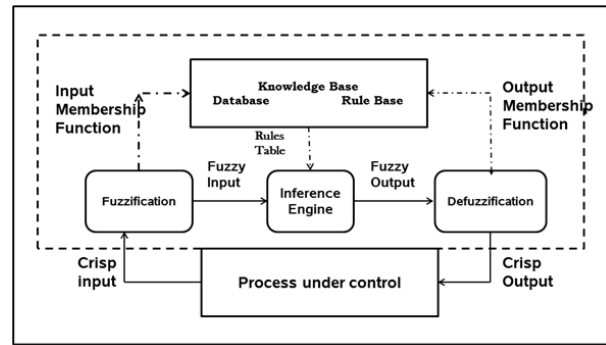 Input
Membership
Function
Knowledge Base
Database Rule Base
Output
Membership
Function
Rules
Table
Fuzzy
Input
Fuzzy
Output
Fuzzification
Inference
Engine
Defuzzification
Crisp
input
Process under control
Crisp
Output